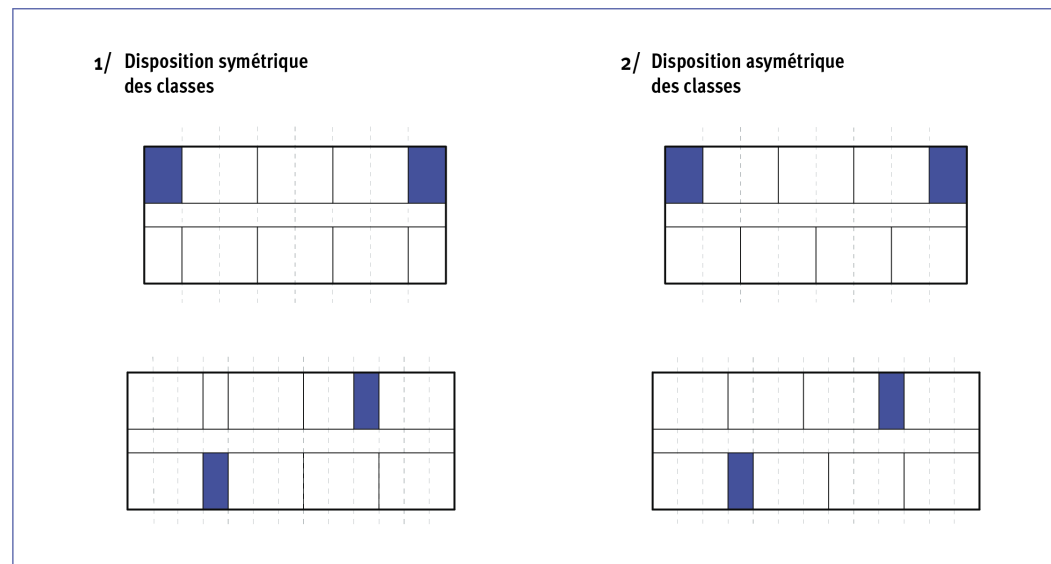 1/ Disposition symétrique
des classes
2/ Disposition asymétrique
des classes